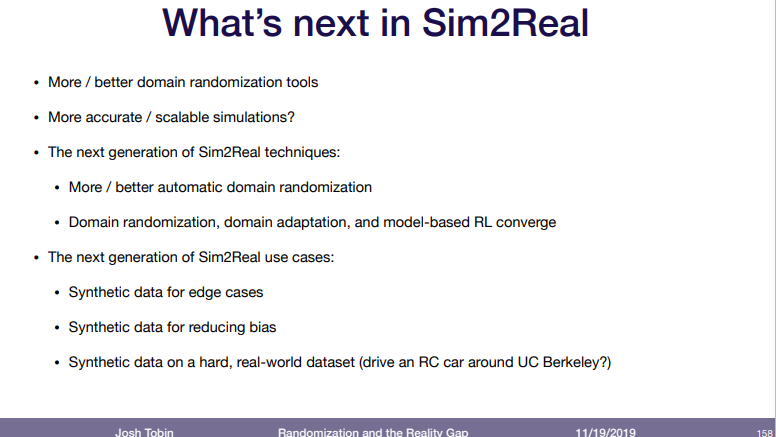 What's next in Sim2Real
• More / better domain randomization tools
• More accurate / scalable simulations?
• The next generation of Sim2Real techniques:
• More / better automatic domain randomization
• Domain randomization, domain adaptation, and model-based RL converge
• The next generation of Sim2Real use cases:
• Synthetic data for edge cases
• Synthetic data for reducing bias
• Synthetic data on a hard, real-world dataset (drive an RC car around UC Berkeley?)
Josh Tobin Randomization and the Reality Gap 11/19/2019 158